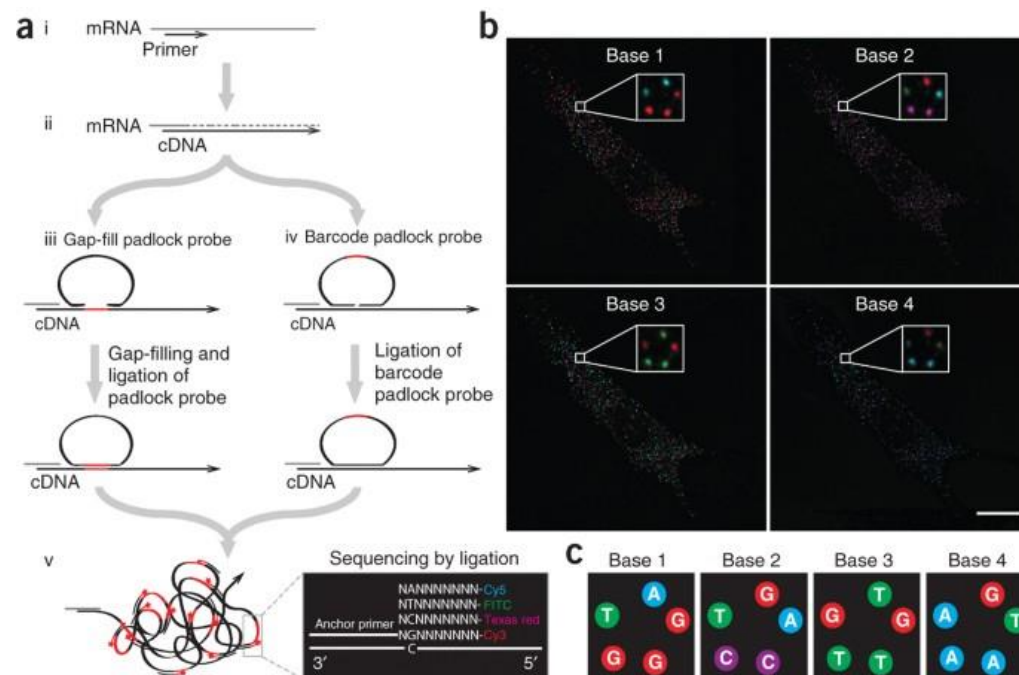 a
i
mRNA
Primer
ii
mRNA
cDNA
iii Gap-fill padlock probe
iv Barcode padlock probe
cDNA
cDNA
Gap-filling and
ligation of
padlock probe
Ligation of
barcode
padlock probe
cDNA
cDNA
v
Sequencing by ligation
NANNNNNNN-Cy5
NTNNNNNNN-FITC
NCNNNNNNN-Texas red
Anchor primer
NGNNNNNNN-Cy3
C
3′ 5′
b
Base 1
Base 2
Base 3
Base 4
c
Base 1
A
T G
G G
Base 2
G
T A
C C
Base 3
T
G G
T T
Base 4
G
A T
A A